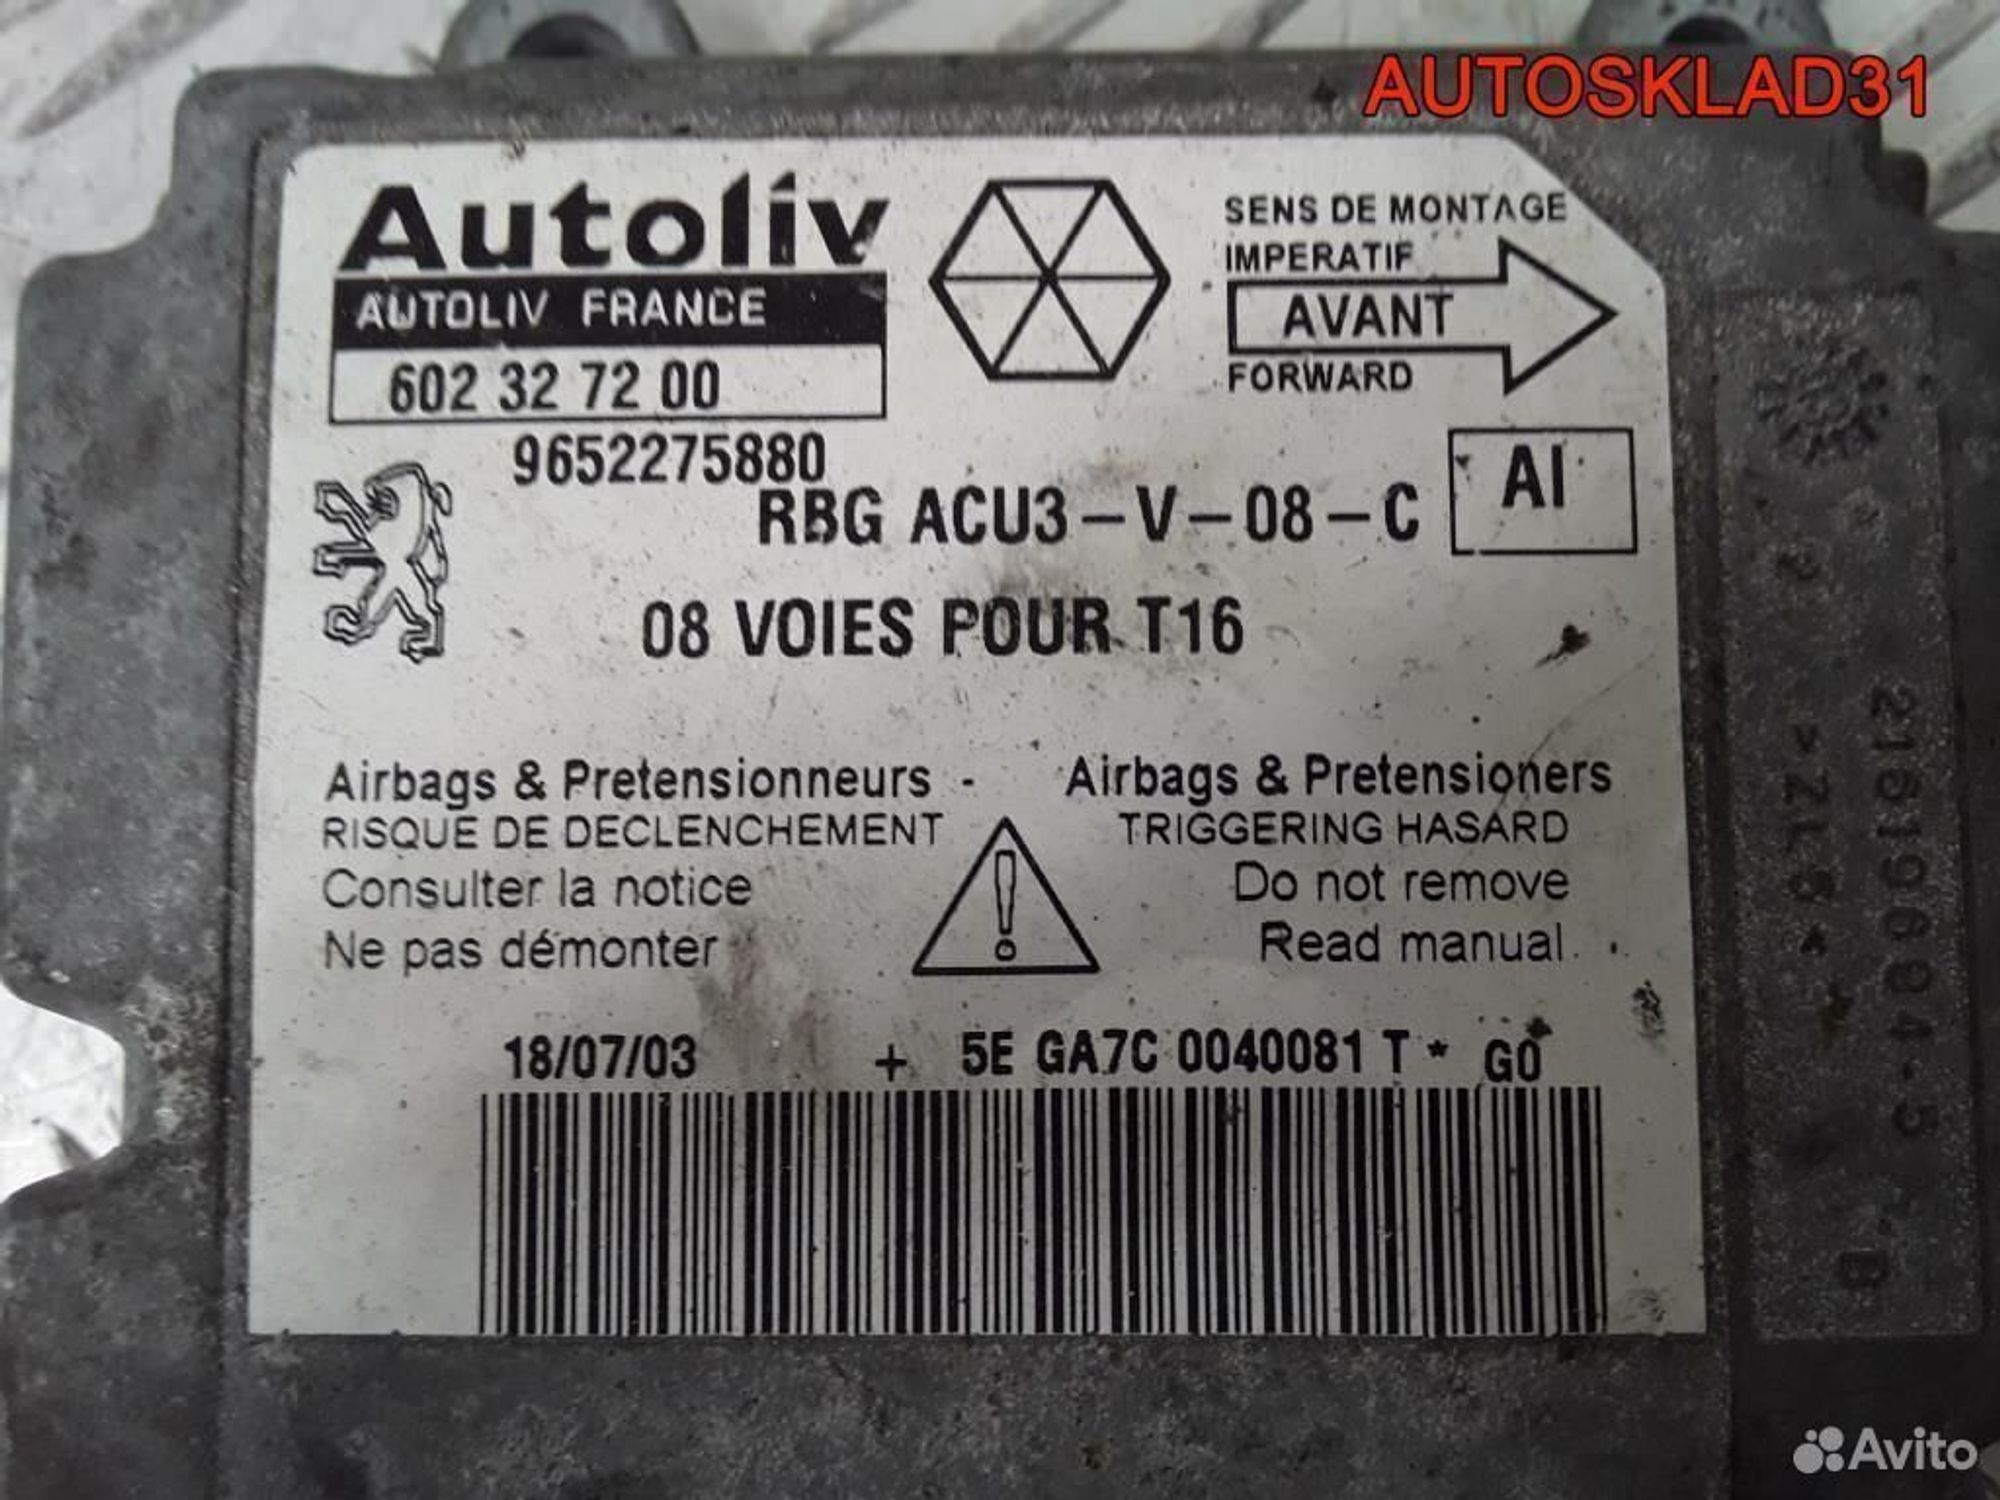 AUTOSKLAD31
Autoliv
AUTOLIV FRANCE
602 32 72 00
9652275880
SENS DE MONTAGE
IMPERATIF
AVANT
FORWARD
RBG ACU3-V-08-C
AI
08 VOIES POUR T16
Airbags & Pretensionneurs - Airbags & Pretensioners
RISQUE DE DECLENCHEMENT
TRIGGERING HASARD
Consulter la notice
Do not remove
Ne pas démonter
Read manual.
18/07/03 + 5E GA7C 0040081 T * G0
21619604-5 D
Avito